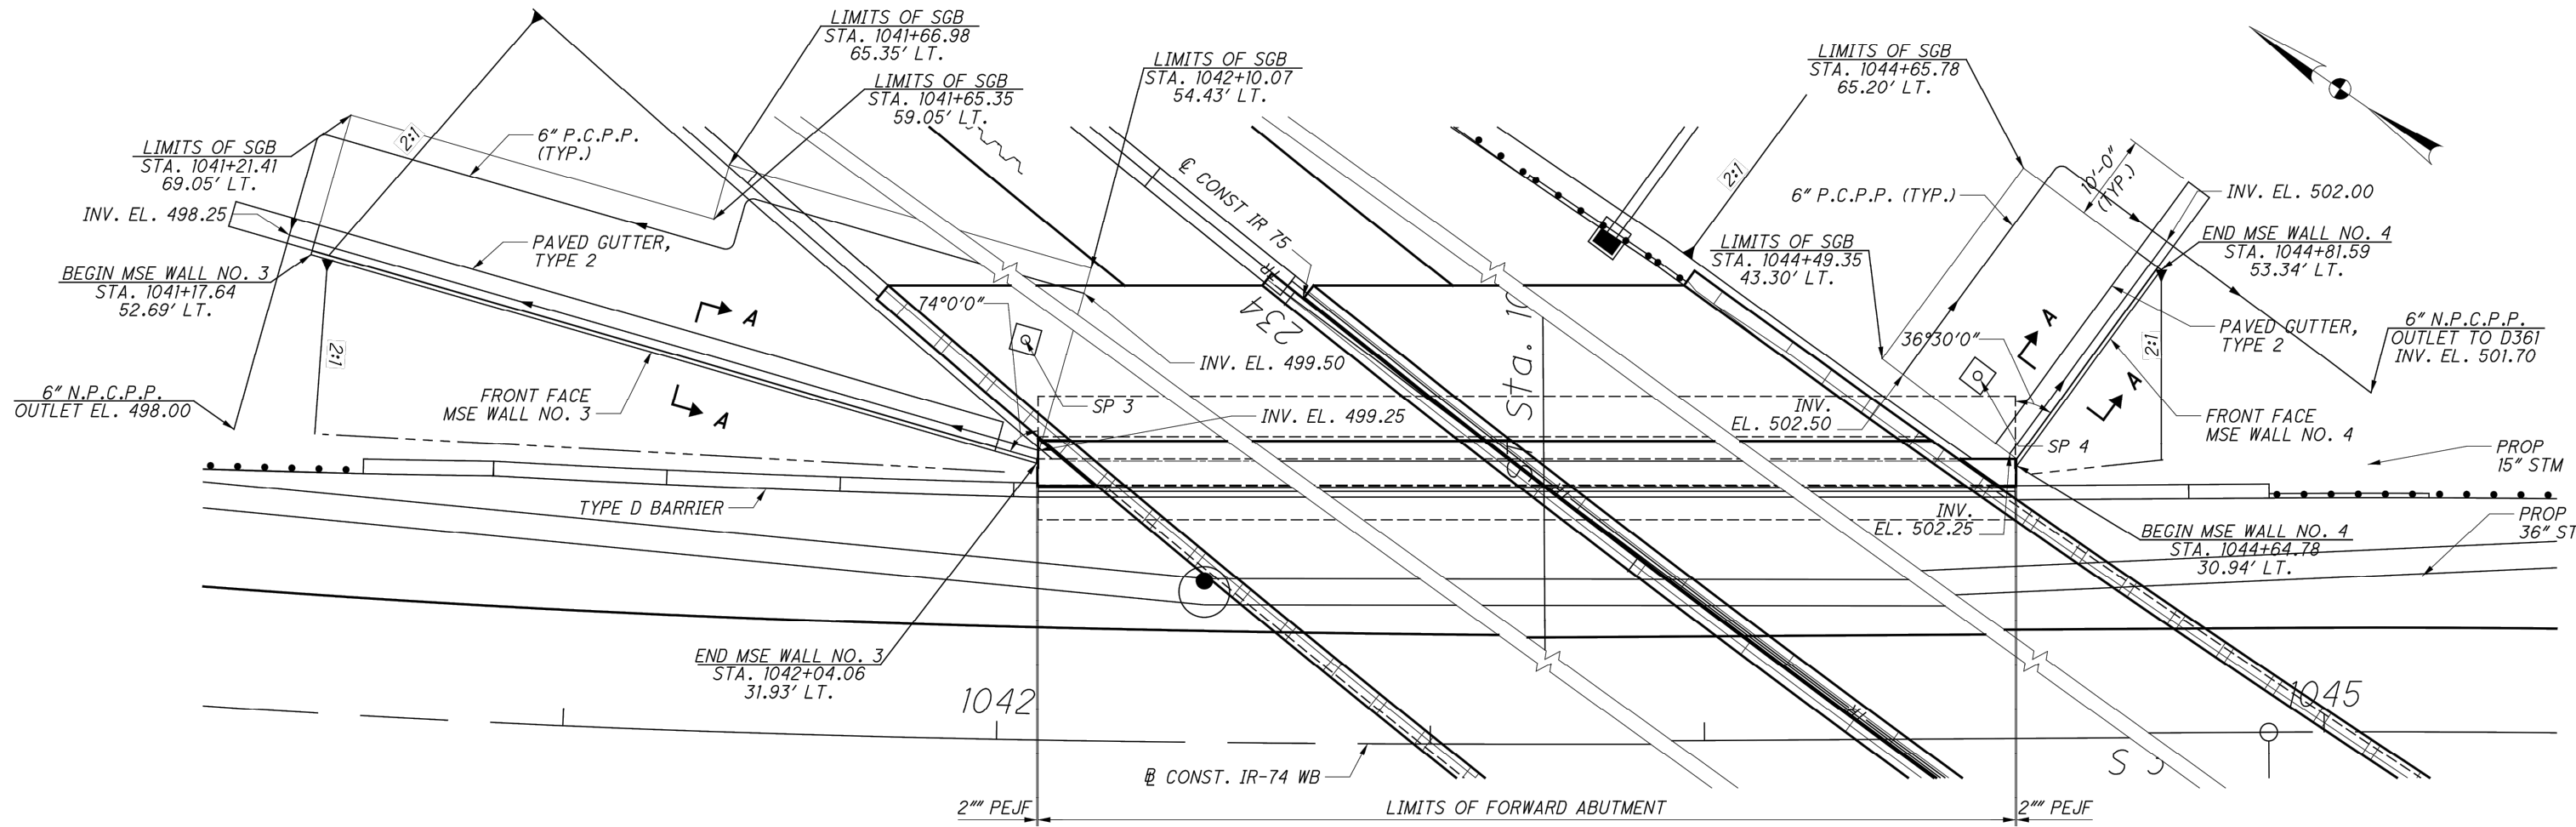 LIMITS OF SGB
STA. 1041+66.98
65.35' LT.
LIMITS OF SGB
STA. 1041+65.35
59.05' LT.
LIMITS OF SGB
STA. 1042+10.07
54.43' LT.
LIMITS OF SGB
STA. 1044+65.78
65.20' LT.
LIMITS OF SGB
STA. 1041+21.41
69.05' LT.
2:1
6" P.C.P.P.
(TYP.)
INV. EL. 498.25
PAVED GUTTER,
TYPE 2
BEGIN MSE WALL NO. 3
STA. 1041+17.64
52.69' LT.
2:1
A
A
FRONT FACE
MSE WALL NO. 3
6" N.P.C.P.P.
OUTLET EL. 498.00
74°0'0"
SP 3
℄ CONST IR 75
234
INV. EL. 499.50
INV. EL. 499.25
Sta. 10
2:1
6" P.C.P.P. (TYP.)
10'-0"
(TYP.)
INV. EL. 502.00
LIMITS OF SGB
STA. 1044+49.35
43.30' LT.
END MSE WALL NO. 4
STA. 1044+81.59
53.34' LT.
36°30'0"
A
A
2:1
PAVED GUTTER,
TYPE 2
6" N.P.C.P.P.
OUTLET TO D361
INV. EL. 501.70
INV.
EL. 502.50
SP 4
FRONT FACE
MSE WALL NO. 4
PROP
15" STM
TYPE D BARRIER
INV.
EL. 502.25
BEGIN MSE WALL NO. 4
STA. 1044+64.78
30.94' LT.
PROP
36" ST
END MSE WALL NO. 3
STA. 1042+04.06
31.93' LT.
1042
1045
B CONST. IR-74 WB
2"" PEJF
LIMITS OF FORWARD ABUTMENT
2"" PEJF